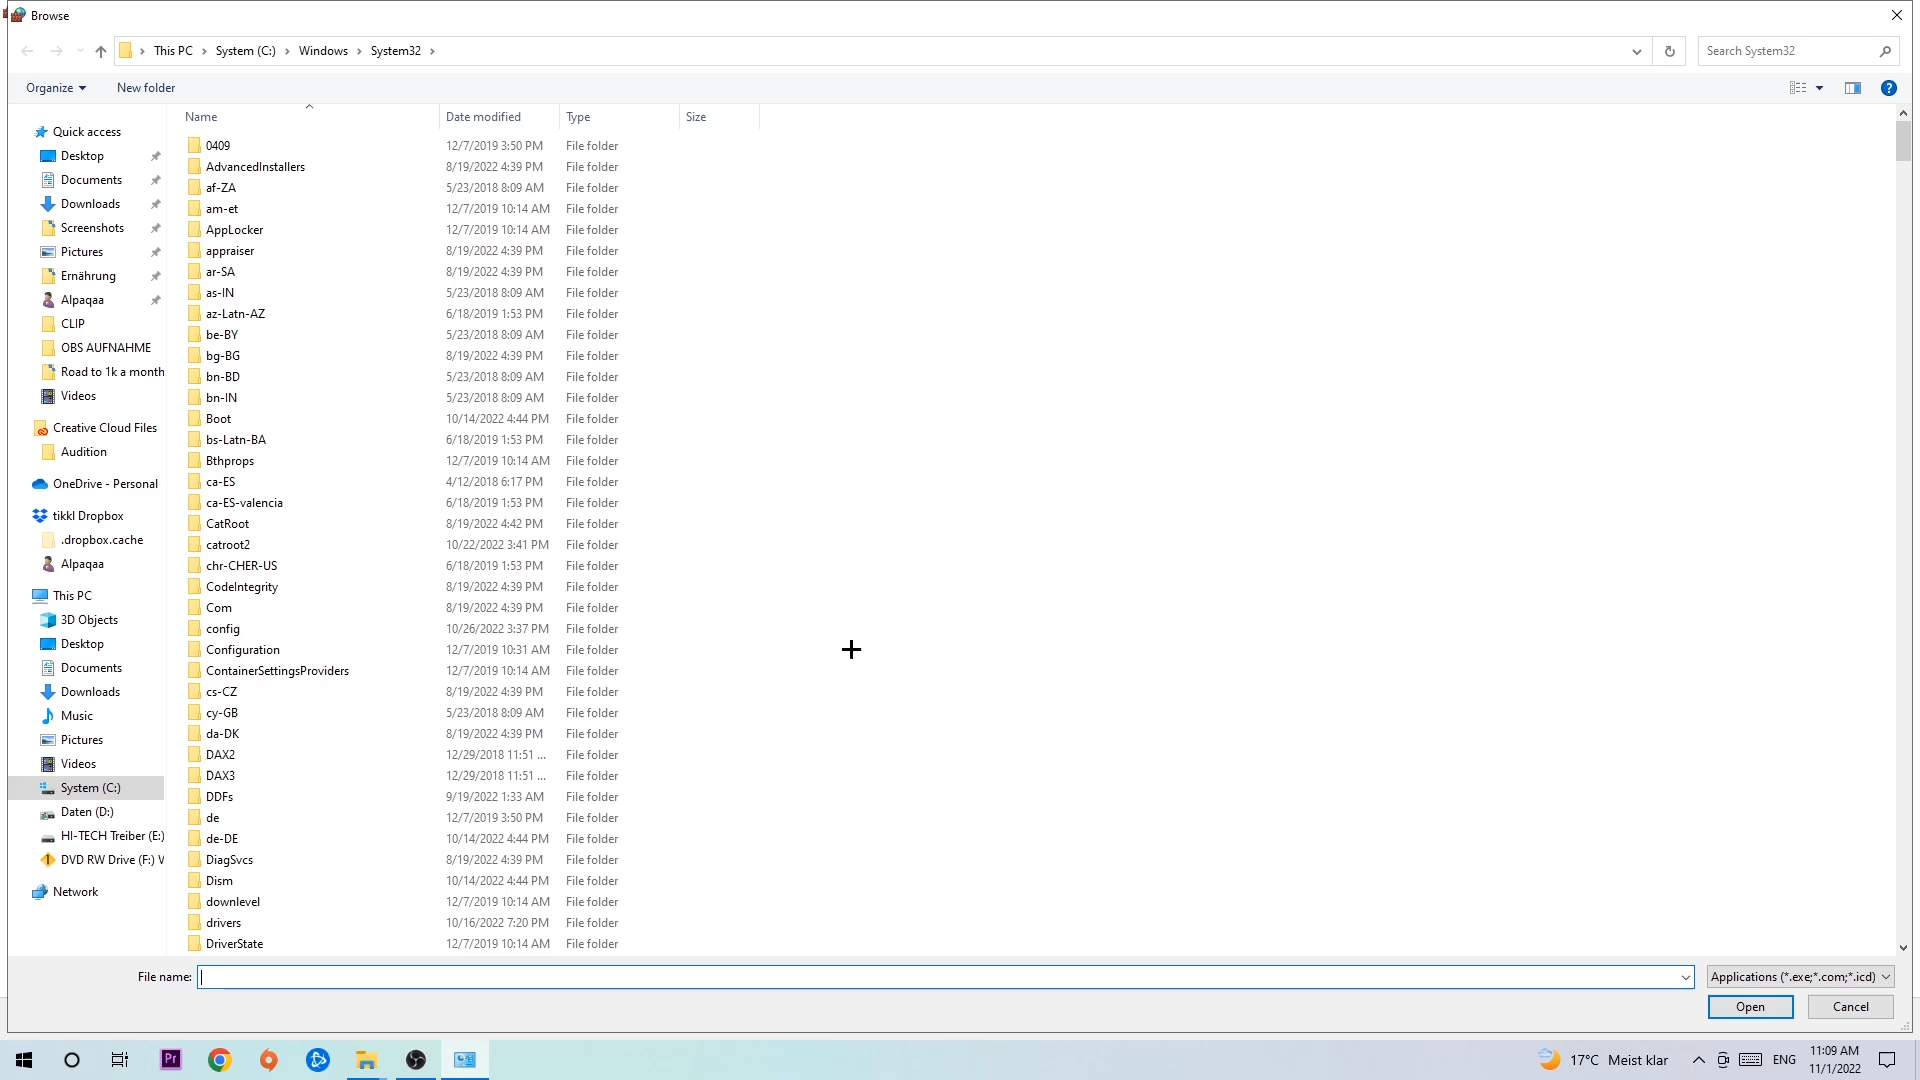 Browse
This PC System (C:) Windows System32
Search System32
Organize New folder
Name Date modified Type Size
Quick access
Desktop
Documents
Downloads
Screenshots
Pictures
Ernährung
Alpaqaa
CLIP
OBS AUFNAHME
Road to 1k a month
Videos
Creative Cloud Files
Audition
OneDrive - Personal
tikkl Dropbox
.dropbox.cache
Alpaqaa
This PC
3D Objects
Desktop
Documents
Downloads
Music
Pictures
Videos
System (C:)
Daten (D:)
HI-TECH Treiber (E:)
DVD RW Drive (F:) V
Network
0409 12/7/2019 3:50 PM File folder
AdvancedInstallers 8/19/2022 4:39 PM File folder
af-ZA 5/23/2018 8:09 AM File folder
am-et 12/7/2019 10:14 AM File folder
AppLocker 12/7/2019 10:14 AM File folder
appraiser 8/19/2022 4:39 PM File folder
ar-SA 8/19/2022 4:39 PM File folder
as-IN 5/23/2018 8:09 AM File folder
az-Latn-AZ 6/18/2019 1:53 PM File folder
be-BY 5/23/2018 8:09 AM File folder
bg-BG 8/19/2022 4:39 PM File folder
bn-BD 5/23/2018 8:09 AM File folder
bn-IN 5/23/2018 8:09 AM File folder
Boot 10/14/2022 4:44 PM File folder
bs-Latn-BA 6/18/2019 1:53 PM File folder
Bthprops 12/7/2019 10:14 AM File folder
ca-ES 4/12/2018 6:17 PM File folder
ca-ES-valencia 6/18/2019 1:53 PM File folder
CatRoot 8/19/2022 4:42 PM File folder
catroot2 10/22/2022 3:41 PM File folder
chr-CHER-US 6/18/2019 1:53 PM File folder
CodeIntegrity 8/19/2022 4:39 PM File folder
Com 8/19/2022 4:39 PM File folder
config 10/26/2022 3:37 PM File folder
Configuration 12/7/2019 10:31 AM File folder
ContainerSettingsProviders 12/7/2019 10:14 AM File folder
cs-CZ 8/19/2022 4:39 PM File folder
cy-GB 5/23/2018 8:09 AM File folder
da-DK 8/19/2022 4:39 PM File folder
DAX2 12/29/2018 11:51 ... File folder
DAX3 12/29/2018 11:51 ... File folder
DDFs 9/19/2022 1:33 AM File folder
de 12/7/2019 3:50 PM File folder
de-DE 10/14/2022 4:44 PM File folder
DiagSvcs 8/19/2022 4:39 PM File folder
Dism 10/14/2022 4:44 PM File folder
downlevel 12/7/2019 10:14 AM File folder
drivers 10/16/2022 7:20 PM File folder
DriverState 12/7/2019 10:14 AM File folder
File name:
Applications (*.exe;*.com;*.icd)
Open Cancel
Pr
17°C Meist klar
ENG
11:09 AM
11/1/2022